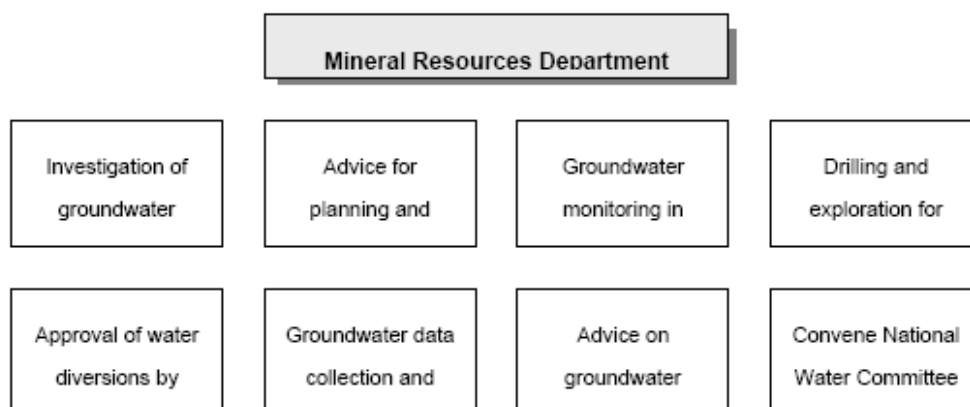 Mineral Resources Department
Investigation of
groundwater
Advice for
planning and
Groundwater
monitoring in
Drilling and
exploration for
Approval of water
diversions by
Groundwater data
collection and
Advice on
groundwater
Convene National
Water Committee